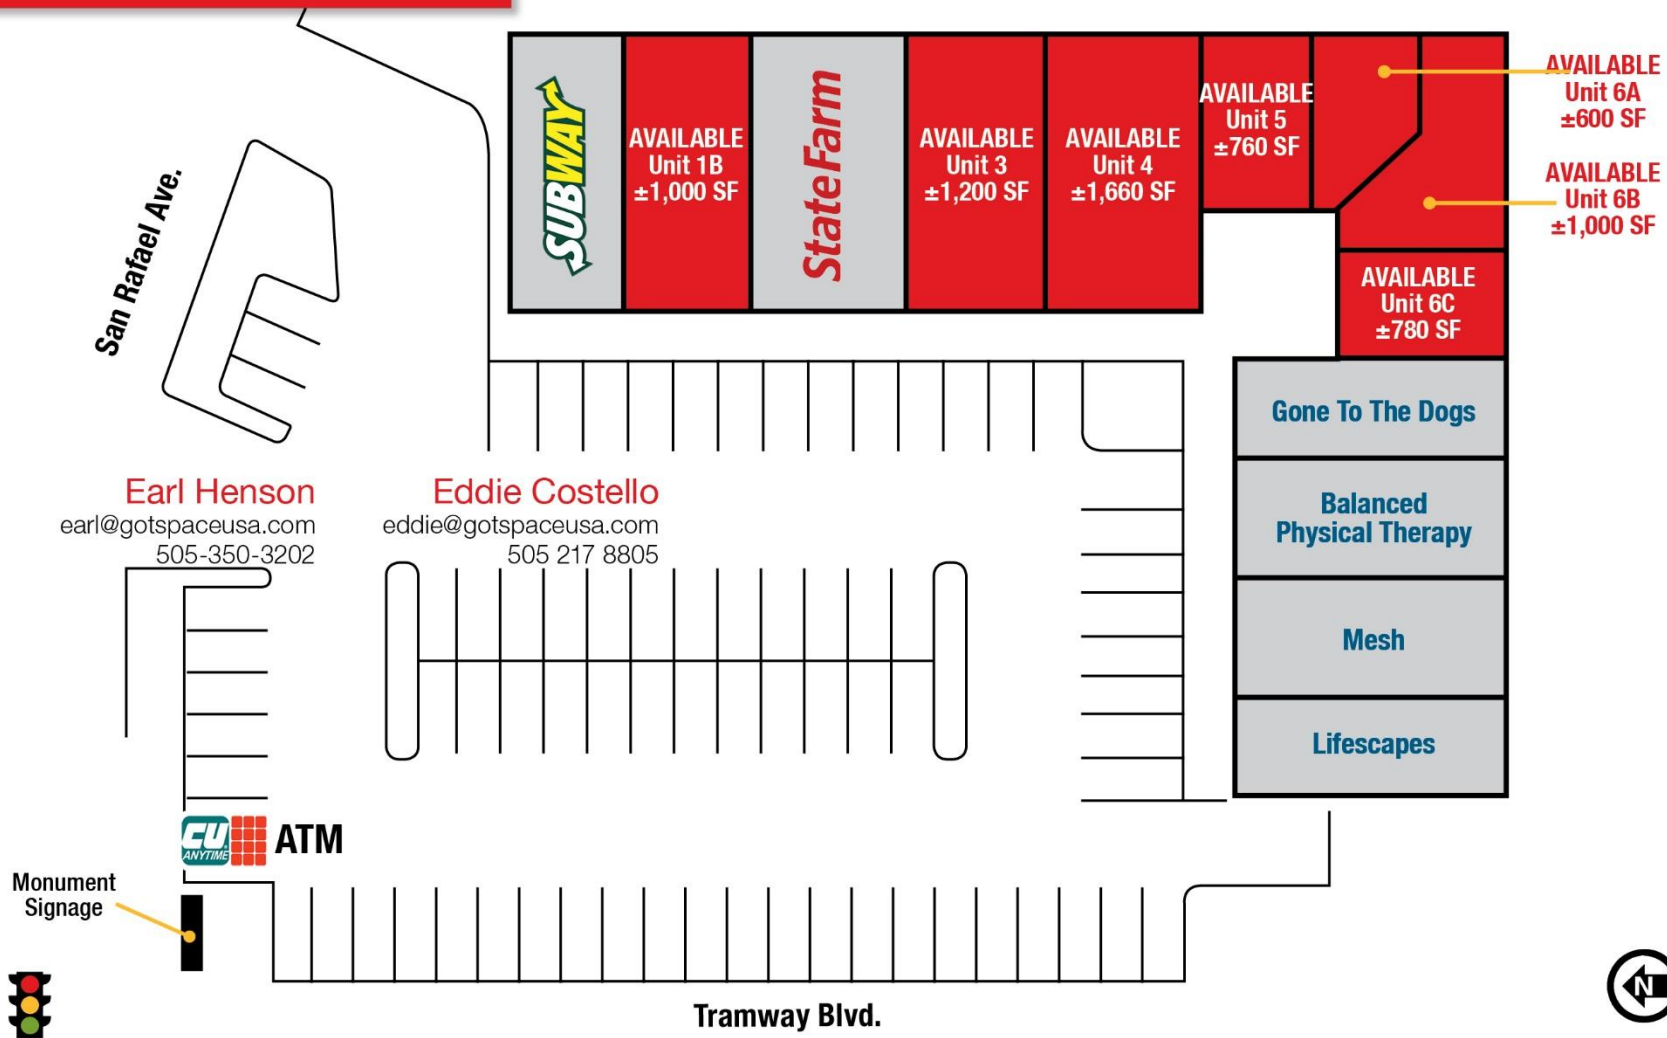 SUBWAY
AVAILABLE
Unit 1B
±1,000 SF
StateFarm
AVAILABLE
Unit 3
±1,200 SF
AVAILABLE
Unit 4
±1,660 SF
AVAILABLE
Unit 5
±760 SF
AVAILABLE
Unit 6A
±600 SF
AVAILABLE
Unit 6B
±1,000 SF
AVAILABLE
Unit 6C
±780 SF
San Rafael Ave.
Gone To The Dogs
Balanced
Physical Therapy
Mesh
Lifescapes
Earl Henson
earl@gotspaceusa.com
505-350-3202
Eddie Costello
eddie@gotspaceusa.com
505 217 8805
CU
ANYTIME
ATM
Monument
Signage
Tramway Blvd.
N